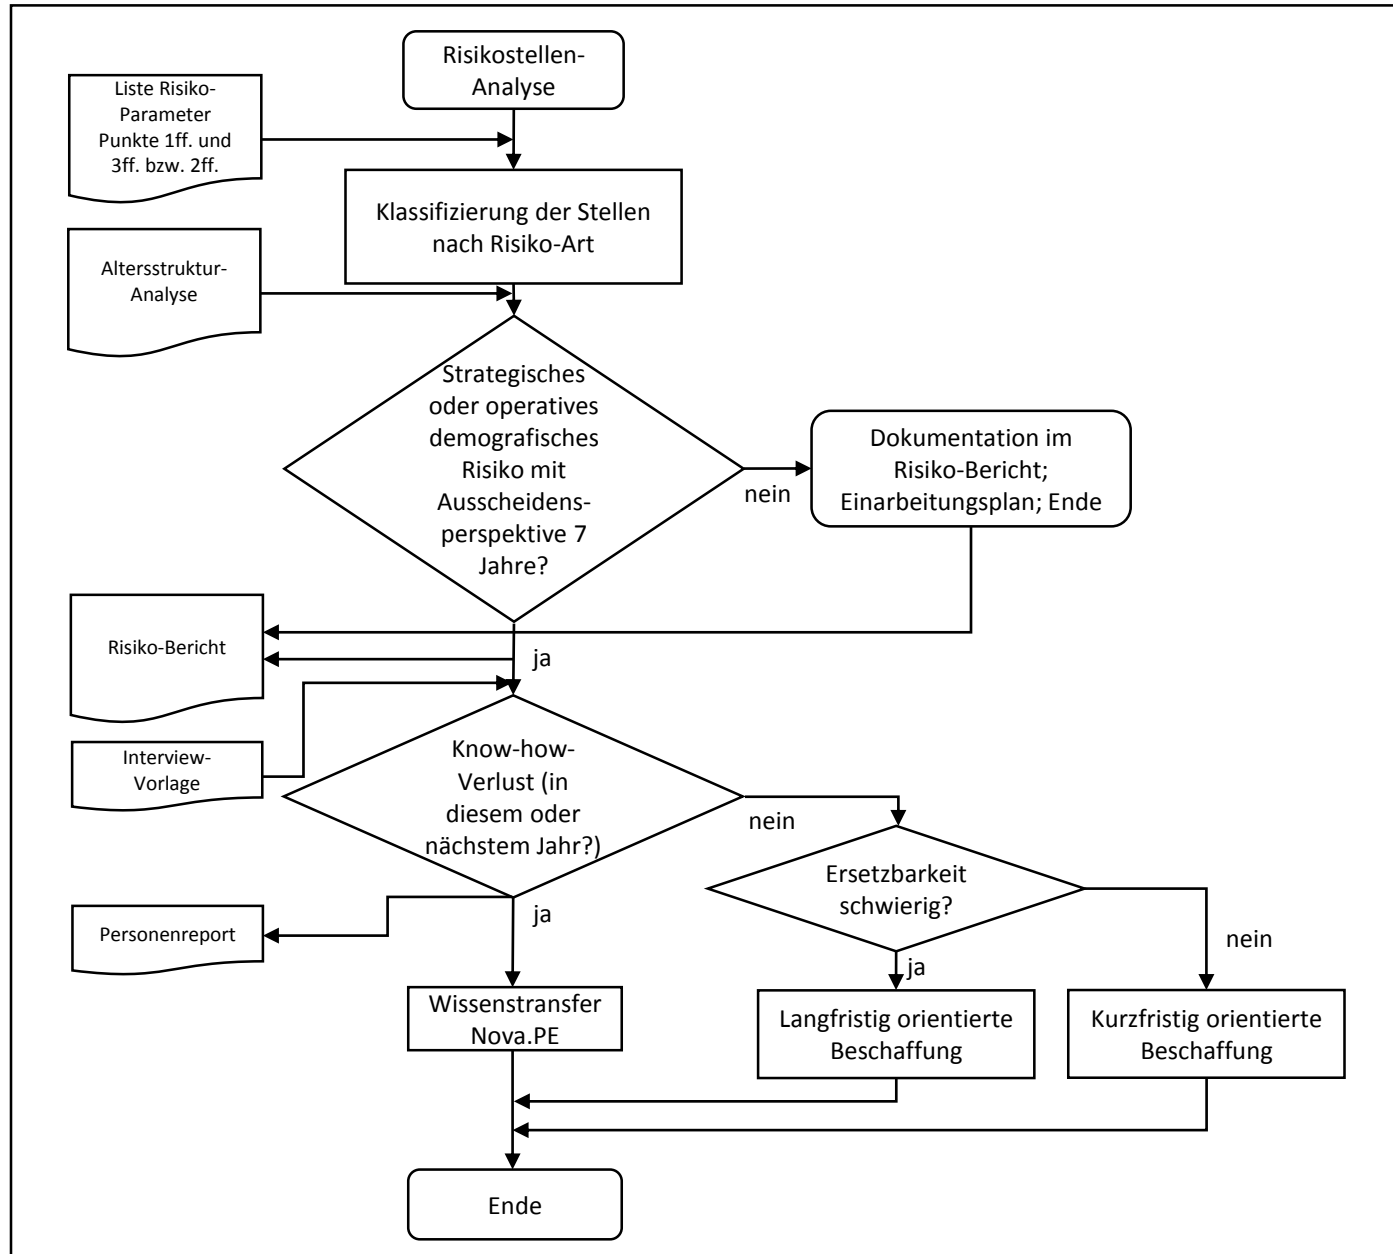 Risikostellen-
Analyse
Liste Risiko-
Parameter
Punkte 1ff. und
3ff. bzw. 2ff.
Klassifizierung der Stellen
nach Risiko-Art
Altersstruktur-
Analyse
Strategisches
oder operatives
demografisches
Risiko mit
Ausscheidens-
perspektive 7
Jahre?
nein
Dokumentation im
Risiko-Bericht;
Einarbeitungsplan; Ende
Risiko-Bericht
ja
Interview-
Vorlage
Know-how-
Verlust (in
diesem oder
nächstem Jahr?)
nein
Ersetzbarkeit
schwierig?
Personenreport
ja
ja
nein
Wissenstransfer
Nova.PE
Langfristig orientierte
Beschaffung
Kurzfristig orientierte
Beschaffung
Ende